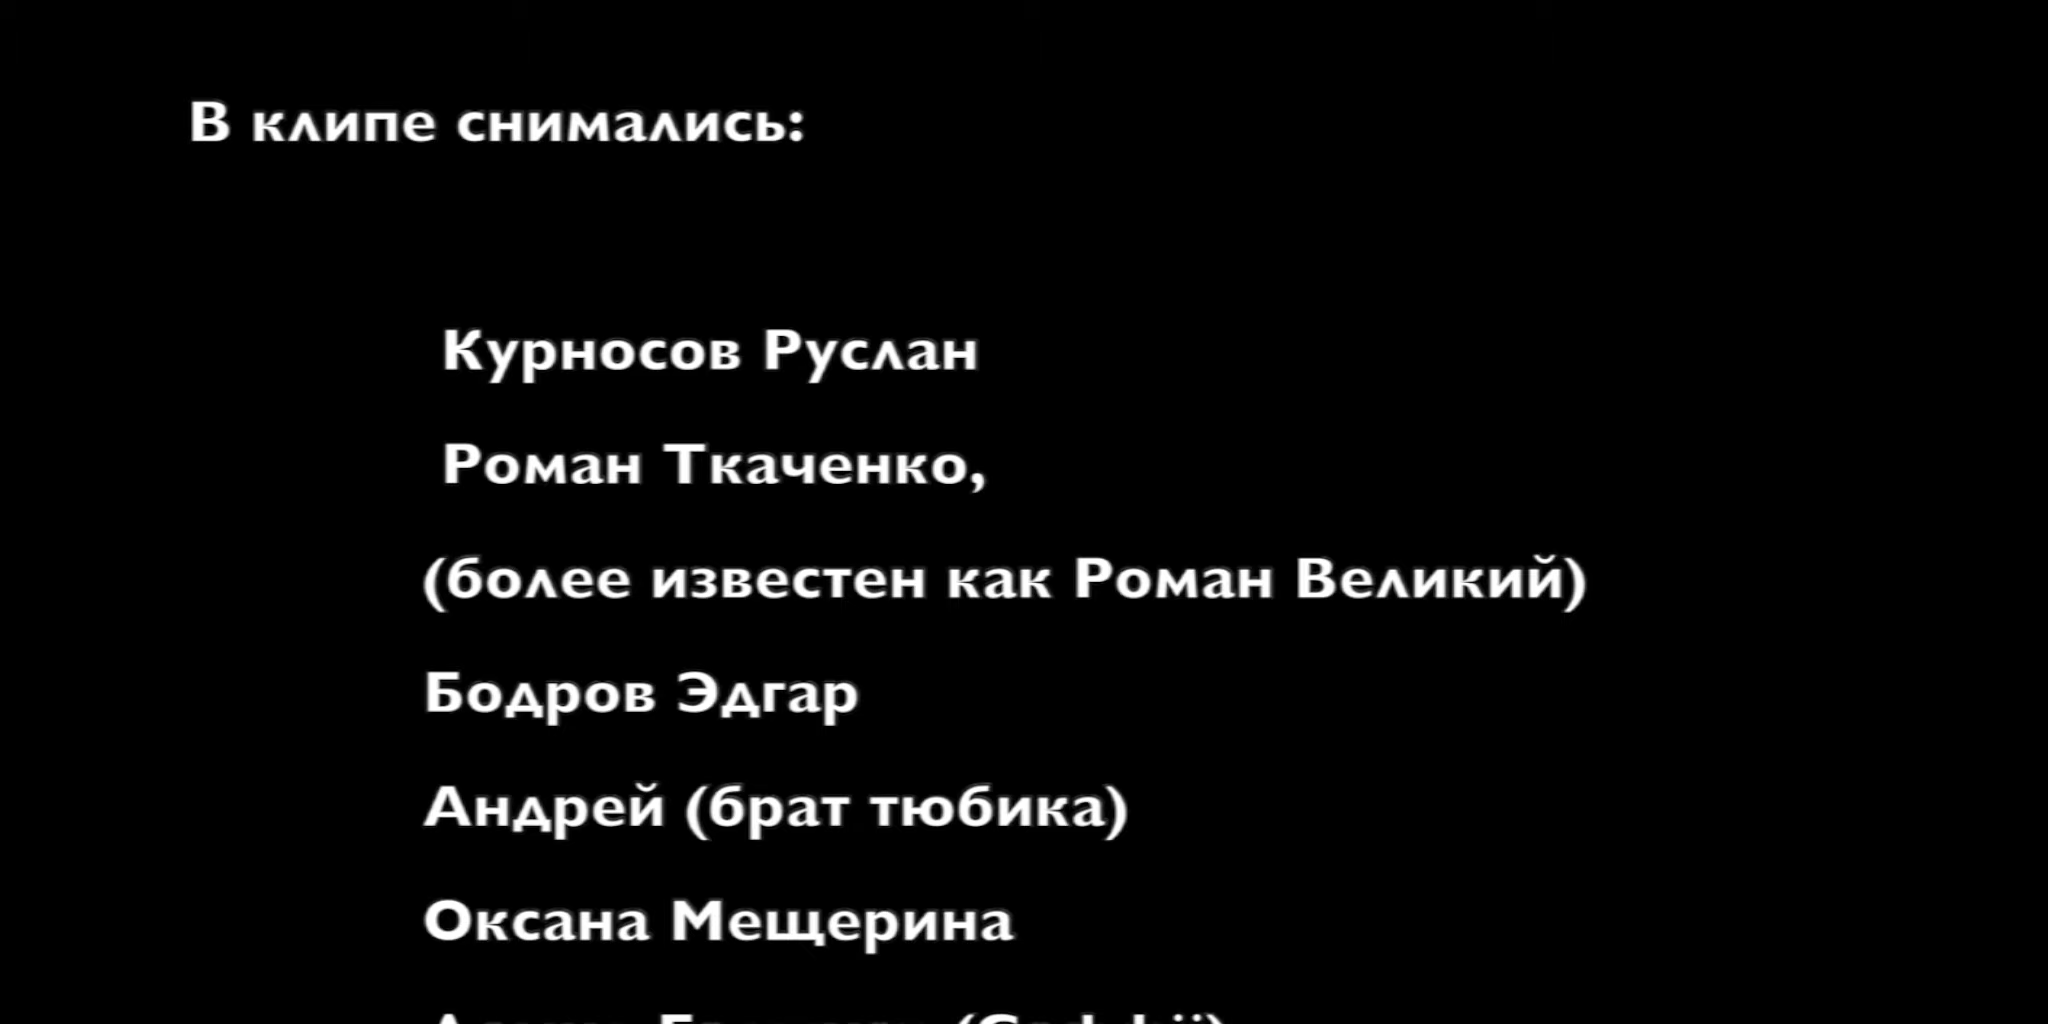 В клипе снимались:
Курносов Руслан
Роман Ткаченко,
(более известен как Роман Великий)
Бодров Эдгар
Андрей (брат тюбика)
Оксана Мещерина